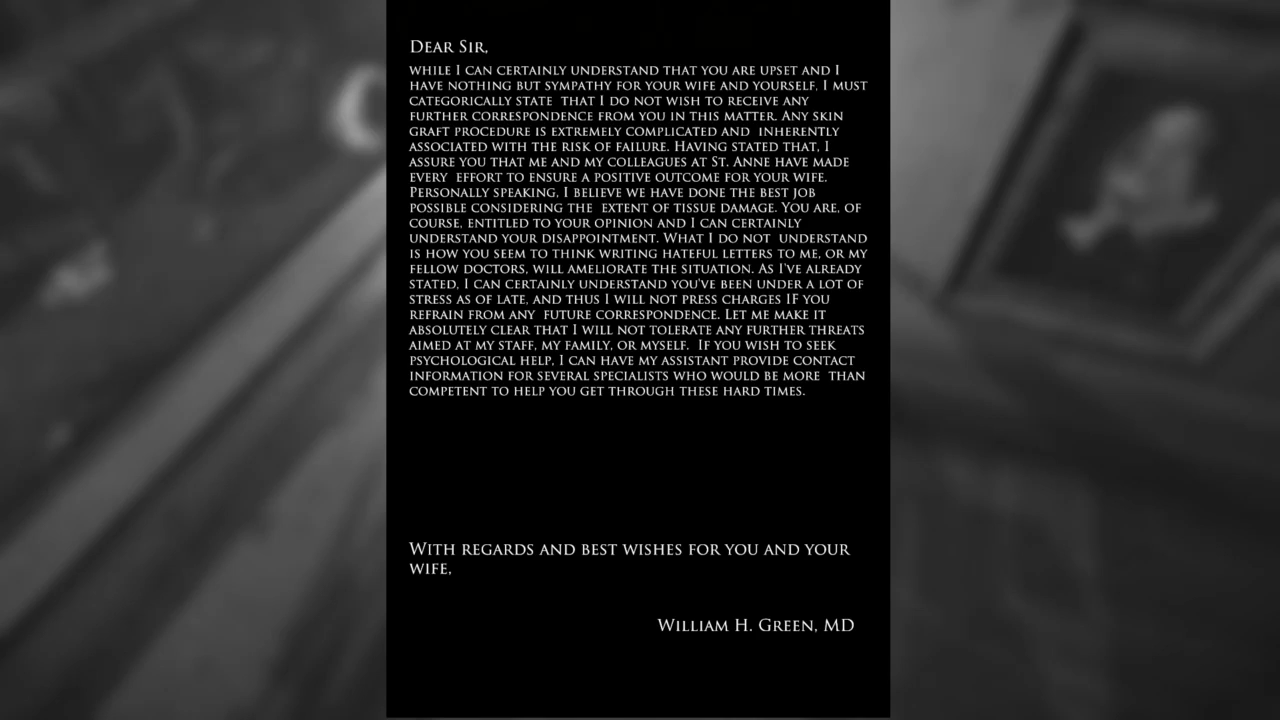 Dear Sir,
while I can certainly understand that you are upset and I
have nothing but sympathy for your wife and yourself, I must
categorically state that I do not wish to receive any
further correspondence from you in this matter. Any skin
graft procedure is extremely complicated and inherently
associated with the risk of failure. Having stated that, I
assure you that me and my colleagues at St. Anne have made
every effort to ensure a positive outcome for your wife.
Personally speaking, I believe we have done the best job
possible considering the extent of tissue damage. You are, of
course, entitled to your opinion and I can certainly
understand your disappointment. What I do not understand
is how you seem to think writing hateful letters to me, or my
fellow doctors, will ameliorate the situation. As I've already
stated, I can certainly understand you've been under a lot of
stress as of late, and thus I will not press charges IF you
refrain from any future correspondence. Let me make it
absolutely clear that I will not tolerate any further threats
aimed at my staff, my family, or myself. If you wish to seek
psychological help, I can have my assistant provide contact
information for several specialists who would be more than
competent to help you get through these hard times.
With regards and best wishes for you and your
wife,
William H. Green, MD